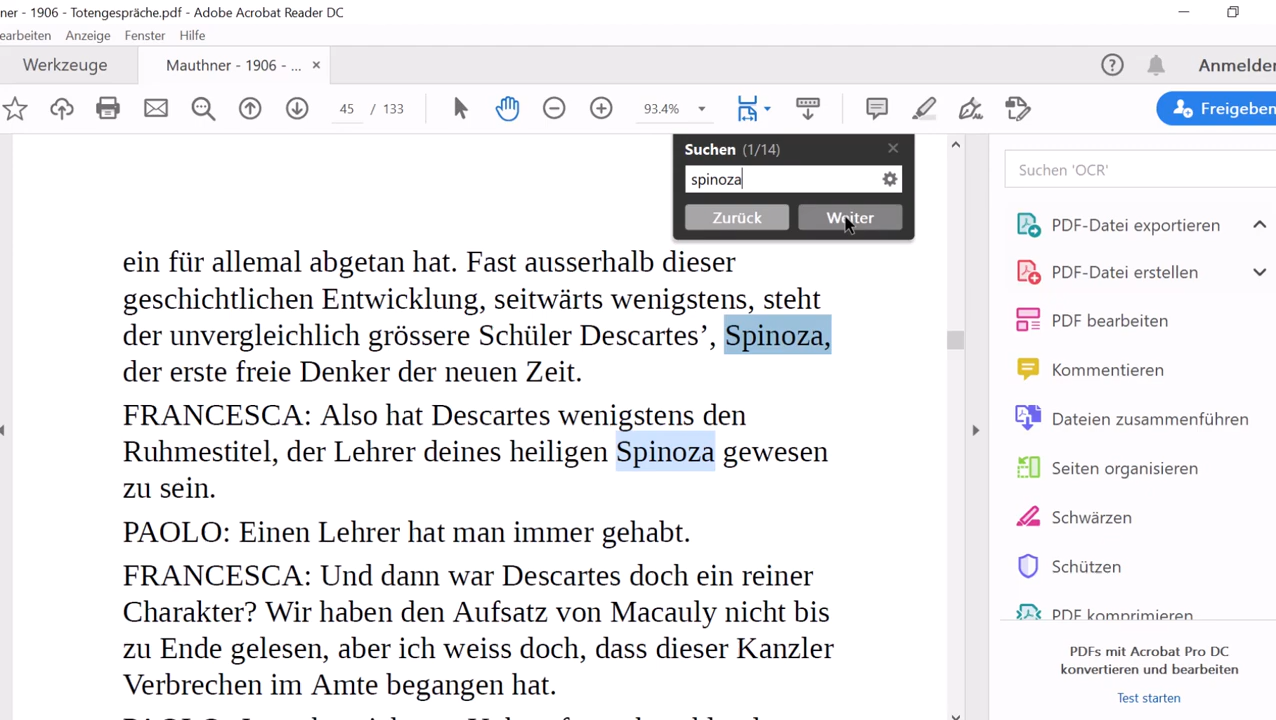 ner - 1906 - Totengespräche.pdf - Adobe Acrobat Reader DC
earbeiten Anzeige Fenster Hilfe
Werkzeuge Mauthner - 1906 - ... × Anmelden
45 / 133 93.4% Freigeben
Suchen (1/14)
spinoza
Zurück Weiter
Suchen 'OCR'
PDF-Datei exportieren
PDF-Datei erstellen
PDF bearbeiten
Kommentieren
Dateien zusammenführen
Seiten organisieren
Schwärzen
Schützen
PDF komprimieren
PDFs mit Acrobat Pro DC
konvertieren und bearbeiten
Test starten
ein für allemal abgetan hat. Fast ausserhalb dieser
geschichtlichen Entwicklung, seitwärts wenigstens, steht
der unvergleichlich grössere Schüler Descartes’, Spinoza,
der erste freie Denker der neuen Zeit.
FRANCESCA: Also hat Descartes wenigstens den
Ruhmestitel, der Lehrer deines heiligen Spinoza gewesen
zu sein.
PAOLO: Einen Lehrer hat man immer gehabt.
FRANCESCA: Und dann war Descartes doch ein reiner
Charakter? Wir haben den Aufsatz von Macauly nicht bis
zu Ende gelesen, aber ich weiss doch, dass dieser Kanzler
Verbrechen im Amte begangen hat.